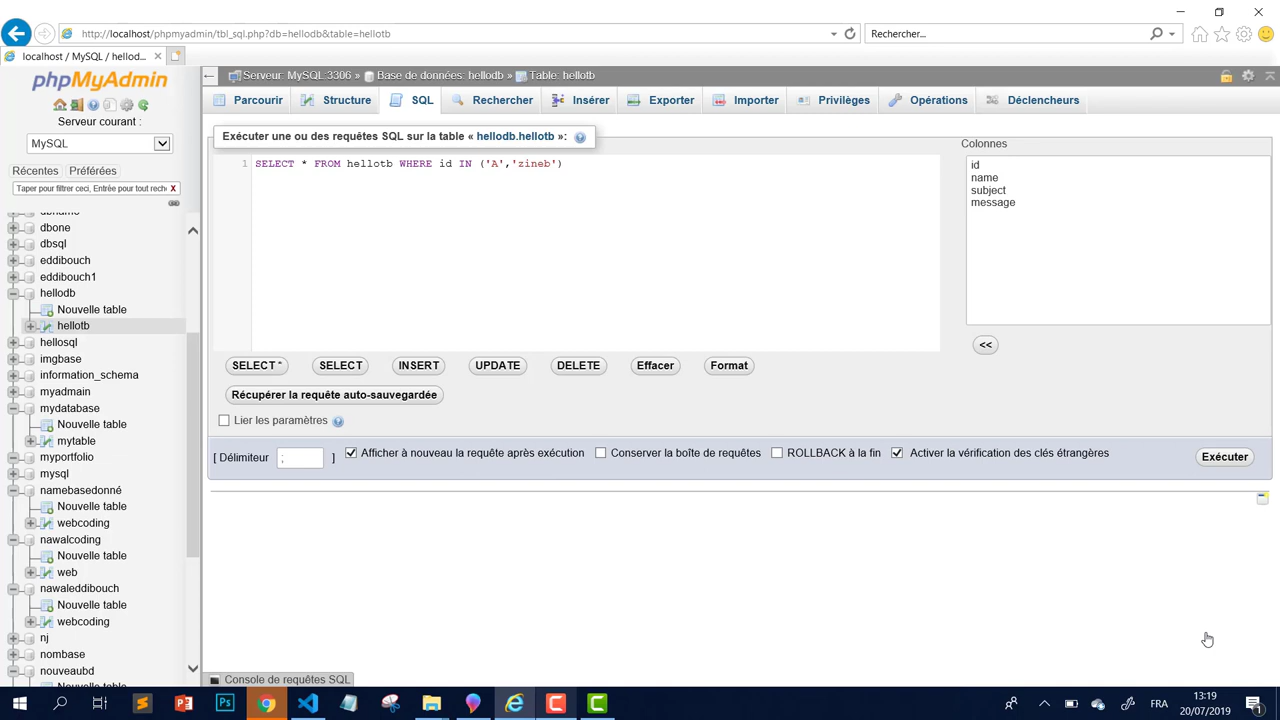 http://localhost/phpmyadmin/tbl_sql.php?db=hellodb&table=hellotb
Rechercher...
localhost / MySQL / hellod...
phpMyAdmin
Serveur courant :
MySQL
Récentes Préférées
Taper pour filtrer ceci, Entrée pour tout rech X
dbone
dbsql
eddibouch
eddibouch1
hellodb
Nouvelle table
hellotb
hellosql
imgbase
information_schema
myadmin
mydatabase
Nouvelle table
mytable
myportfolio
mysql
namebasedonné
Nouvelle table
webcoding
nawalcoding
Nouvelle table
web
nawaleddibouch
Nouvelle table
webcoding
nj
nombase
nouveaubd
Nouvelle table
Serveur: MySQL:3306 » Base de données: hellodb » Table: hellotb
Parcourir Structure SQL Rechercher Insérer Exporter Importer Privilèges Opérations Déclencheurs
Exécuter une ou des requêtes SQL sur la table « hellodb.hellotb »:
1 SELECT * FROM hellotb WHERE id IN ('A','zineb')
Colonnes
id
name
subject
message
<<
SELECT * SELECT INSERT UPDATE DELETE Effacer Format
Récupérer la requête auto-sauvegardée
Lier les paramètres
[ Délimiteur ; ] Afficher à nouveau la requête après exécution Conserver la boîte de requêtes ROLLBACK à la fin Activer la vérification des clés étrangères Exécuter
Console de requêtes SQL
FRA
13:19
20/07/2019